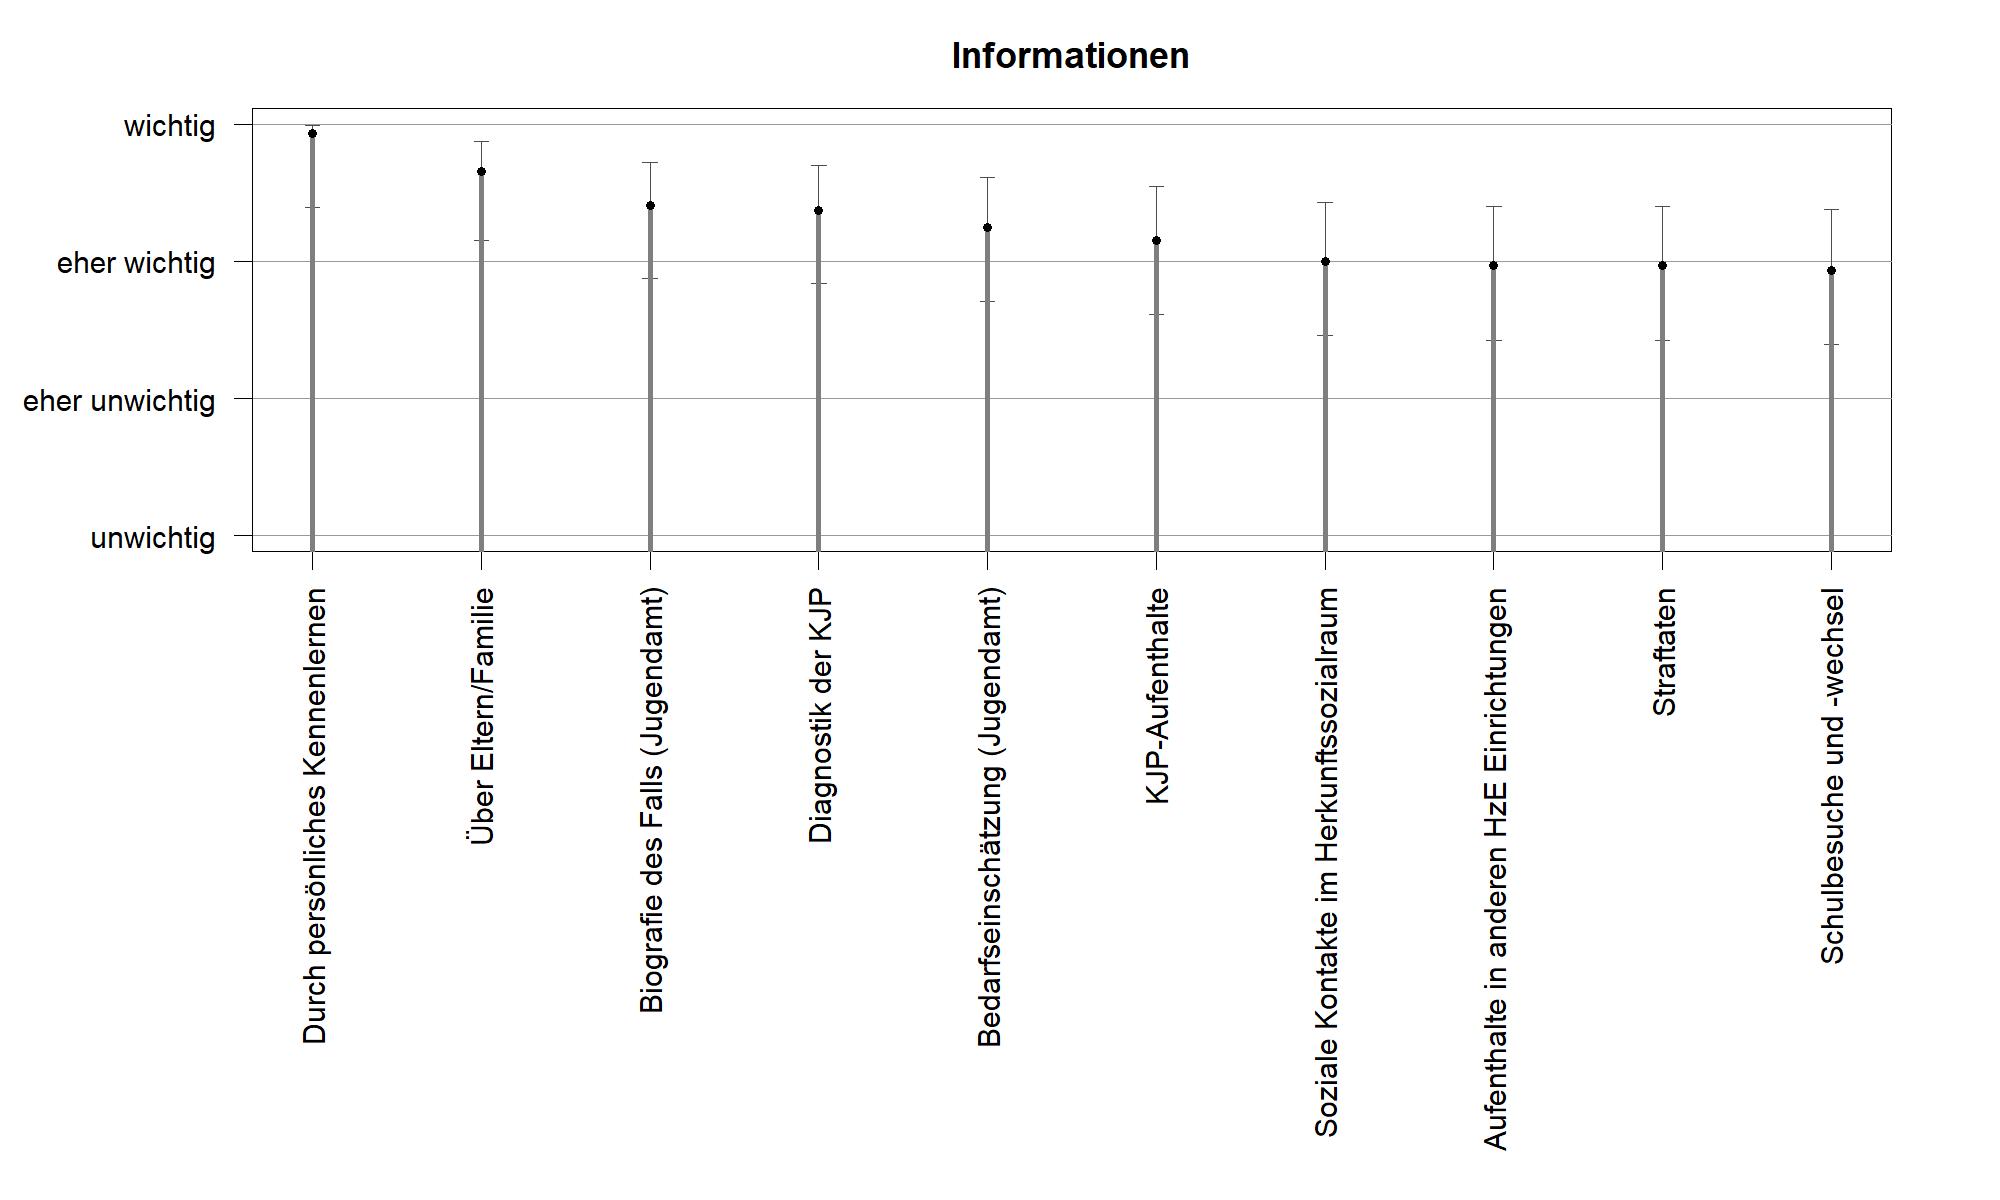 Informationen
wichtig
eher wichtig
eher unwichtig
unwichtig
Durch persönliches Kennenlernen
Über Eltern/Familie
Biografie des Falls (Jugendamt)
Diagnostik der KJP
Bedarfseinschätzung (Jugendamt)
KJP-Aufenthalte
Soziale Kontakte im Herkunftssozialraum
Aufenthalte in anderen HzE Einrichtungen
Straftaten
Schulbesuche und -wechsel